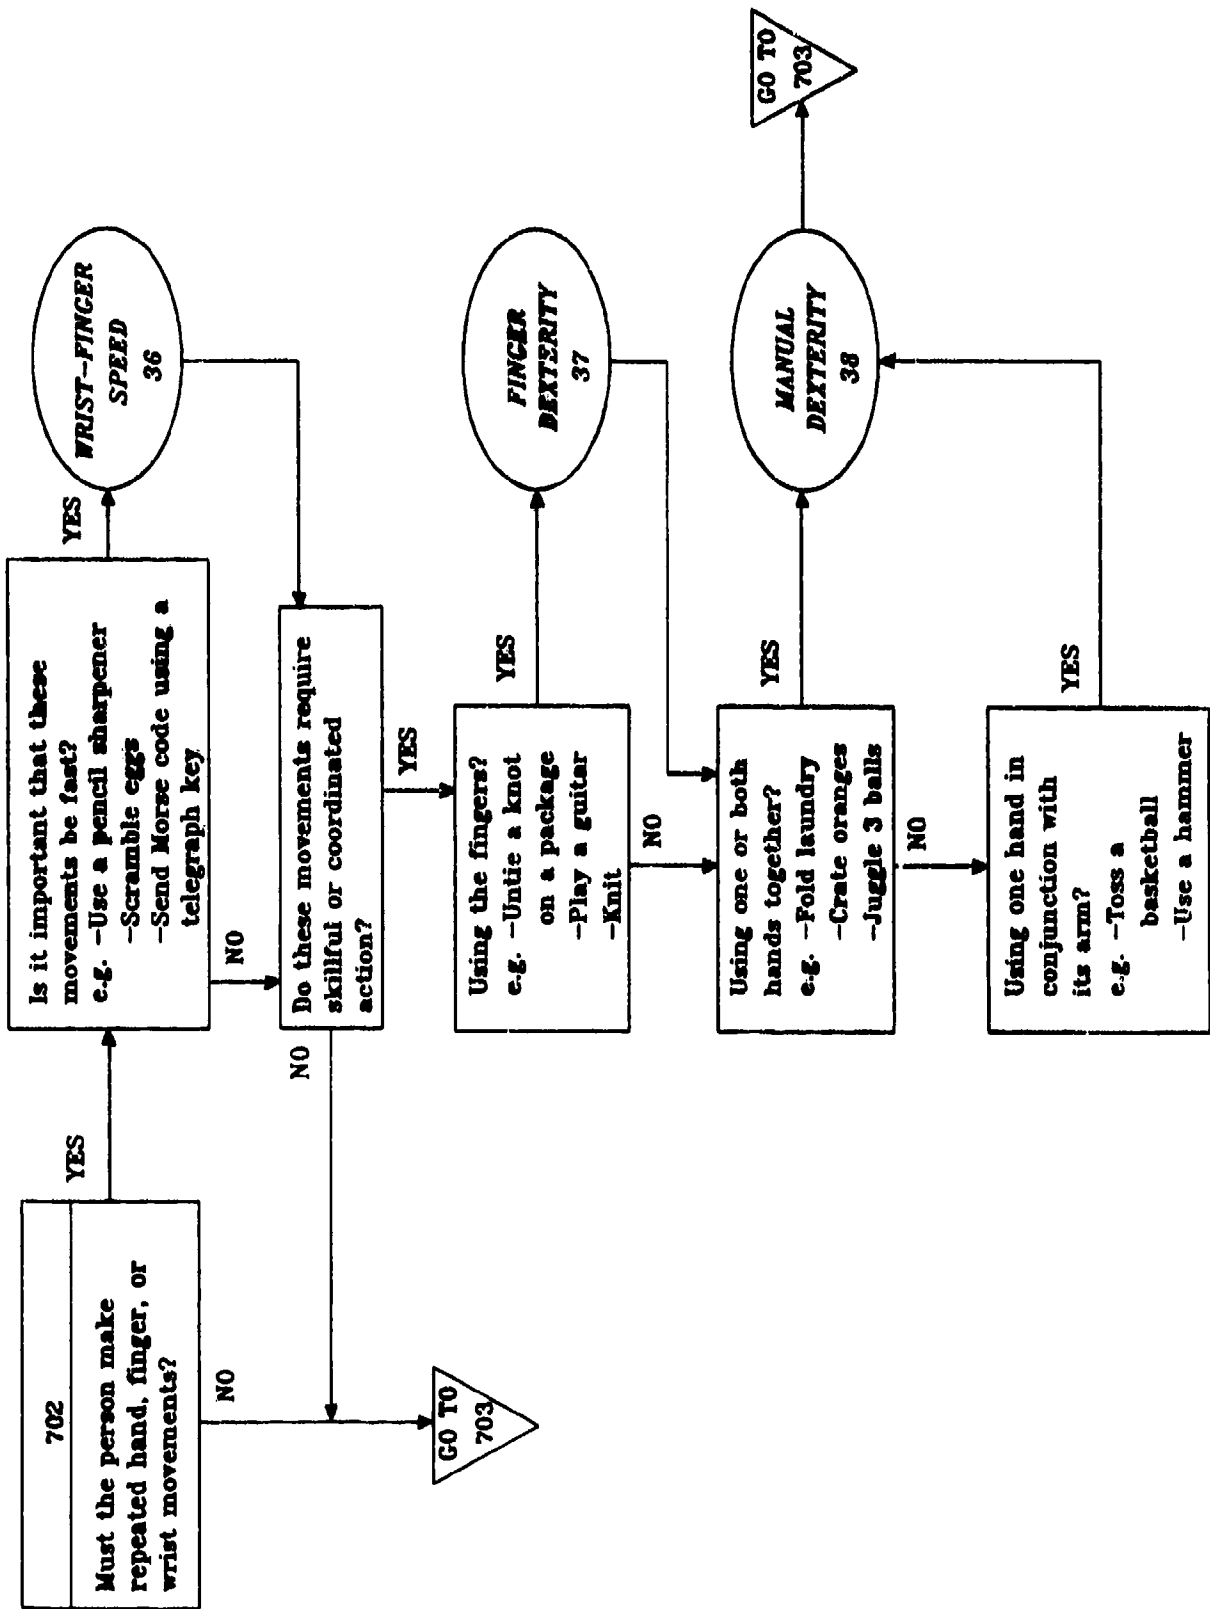 702
Must the person make
repeated hand, finger, or
wrist movements?
YES
NO
GO TO
703
Is it important that these
movements be fast?
e.g. -Use a pencil sharpener
-Scramble eggs
-Send Morse code using a
telegraph key
YES
NO
WRIST-FINGER
SPEED
36
Do these movements require
skillful or coordinated
action?
NO
YES
Using the fingers?
e.g. -Untie a knot
on a package
-Play a guitar
-Knit
YES
NO
FINGER
DEXTERITY
37
Using one or both
hands together?
e.g. -Fold laundry
-Crate oranges
-Juggle 3 balls
YES
NO
MANUAL
DEXTERITY
38
GO TO
703
Using one hand in
conjunction with
its arm?
e.g. -Toss a
basketball
-Use a hammer
YES